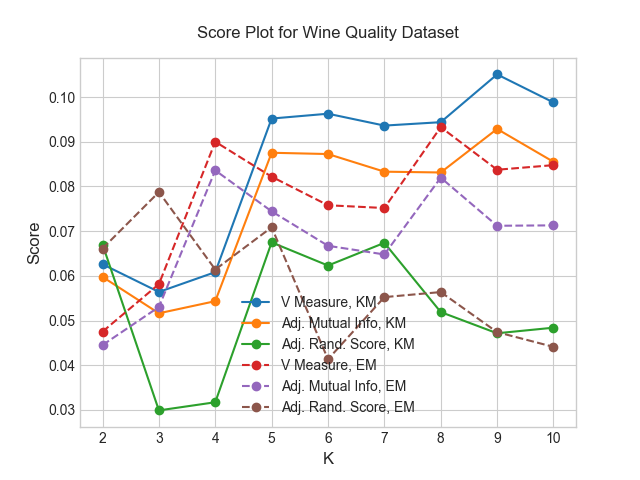 Score Plot for Wine Quality Dataset
Score
0.10
0.09
0.08
0.07
0.06
0.05
0.04
0.03
V Measure, KM
Adj. Mutual Info, KM
Adj. Rand. Score, KM
V Measure, EM
Adj. Mutual Info, EM
Adj. Rand. Score, EM
2 3 4 5 6 7 8 9 10
K